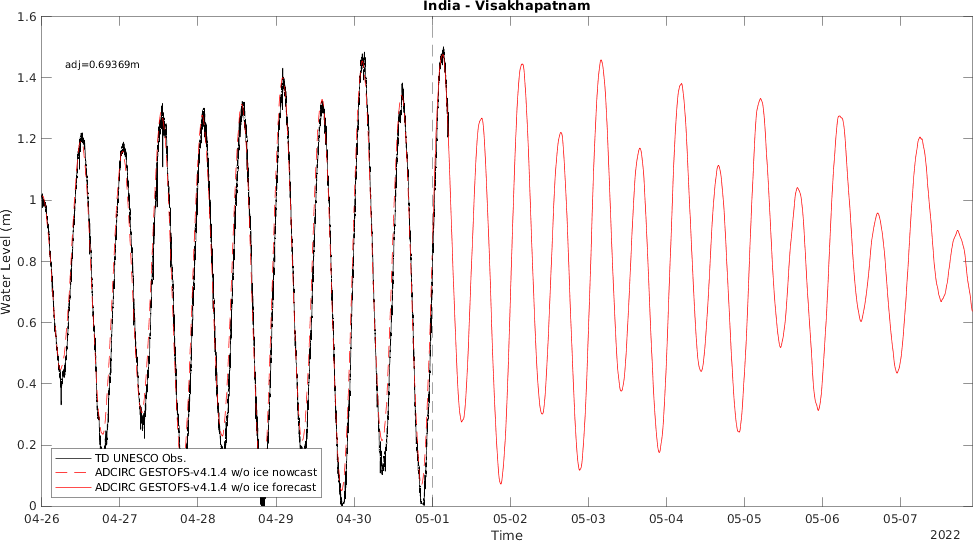 India - Visakhapatnam
1.6
1.4
1.2
1
0.8
0.6
0.4
0.2
0
Water Level (m)
adj=0.69369m
TD UNESCO Obs.
ADCIRC GESTOFS-v4.1.4 w/o ice nowcast
ADCIRC GESTOFS-v4.1.4 w/o ice forecast
04-26 04-27 04-28 04-29 04-30 05-01 05-02 05-03 05-04 05-05 05-06 05-07
Time
2022